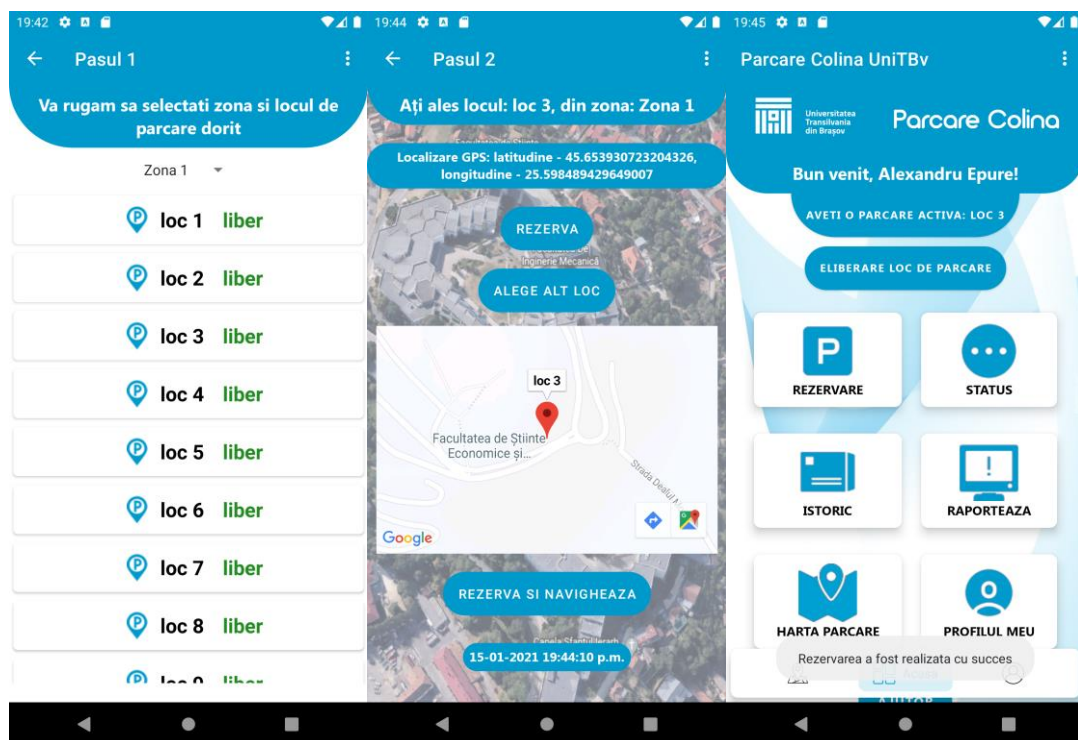 19:42
Pasul 1
Va rugam sa selectati zona si locul de
parcare dorit
Zona 1
loc 1 liber
loc 2 liber
loc 3 liber
loc 4 liber
loc 5 liber
loc 6 liber
loc 7 liber
loc 8 liber
19:44
Pasul 2
Ați ales locul: loc 3, din zona: Zona 1
Localizare GPS: latitudine - 45.653930723204326,
longitudine - 25.598489429649007
REZERVA
Inginerie Mecanică
ALEGE ALT LOC
loc 3
Facultatea de Științe
Economice și...
Strada Dealul
Google
REZERVA SI NAVIGHEAZA
15-01-2021 19:44:10 p.m.
19:45
Parcare Colina UniTBv
Universitatea
Transilvania
din Brașov
Parcare Colina
Bun venit, Alexandru Epure!
AVETI O PARCARE ACTIVA: LOC 3
ELIBERARE LOC DE PARCARE
P
REZERVARE
STATUS
ISTORIC
RAPORTEAZA
HARTA PARCARE
PROFILUL MEU
Rezervarea a fost realizata cu succes